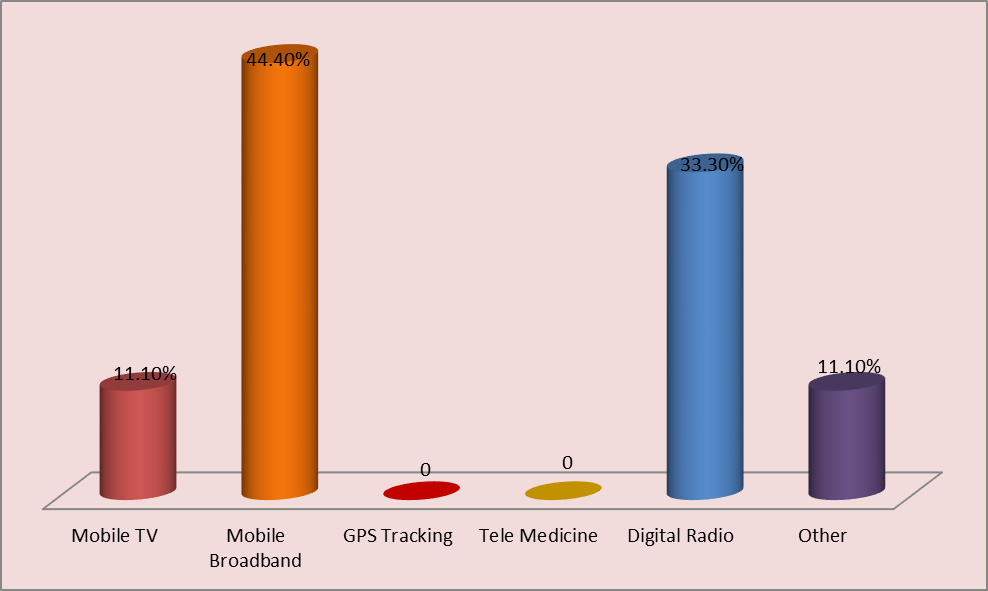 44.40%
33.30%
11.10%
11.10%
0
0
Mobile TV
Mobile
Broadband
GPS Tracking
Tele Medicine
Digital Radio
Other